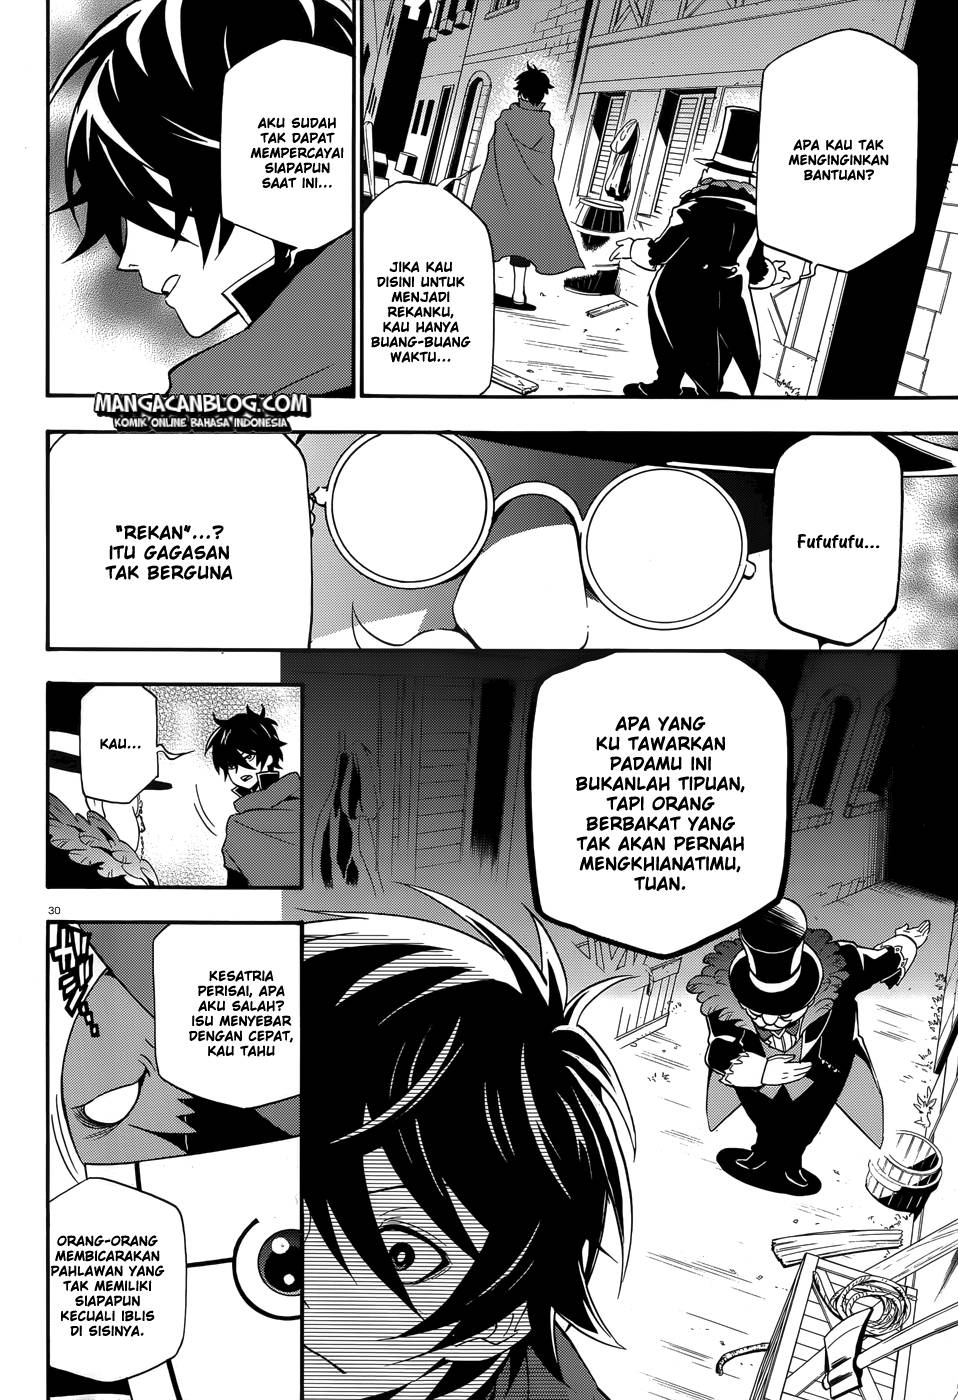 APA KAU TAK
MENGINGINKAN
BANTUAN?
JIKA KAU
DISINI UNTUK
MENJADI
REKANKU,
KAU HANYA
BUANG-BUANG
WAKTU...
AKU SUDAH
TAK DAPAT
MEMPERCAYAI
SIAPAPUN
SAAT INI...
MANGACANBLOG.COM
KOMIK ONLINE BAHASA INDONESIA
Fufufufu...
"REKAN"...?
ITU GAGASAN
TAK BERGUNA
APA YANG
KU TAWARKAN
PADAMU INI
BUKANLAH TIPUAN,
TAPI ORANG
BERBAKAT YANG
TAK AKAN PERNAH
MENGKHIANATIMU,
TUAN.
KAU...
30
KESATRIA
PERISAI, APA
AKU SALAH?
ISU MENYEBAR
DENGAN CEPAT,
KAU TAHU
ORANG-ORANG
MEMBICARAKAN
PAHLAWAN YANG
TAK MEMILIKI
SIAPAPUN
KECUALI IBLIS
DI SISINYA.